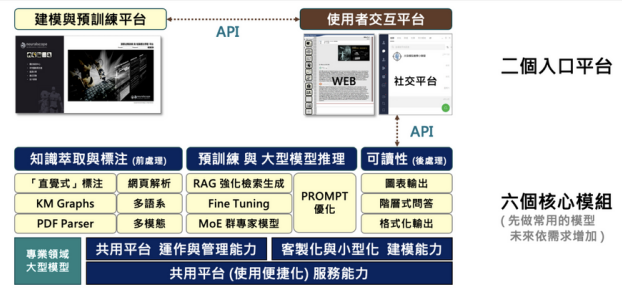 建模與預訓練平台
使用者交互平台
API
WEB
社交平台
二個入口平台
API
知識萃取與標注 (前處理)
預訓練 與 大型模型推理
可讀性 (後處理)
「直覺式」標注
網頁解析
RAG 強化檢索生成
PROMPT
優化
圖表輸出
KM Graphs
多語系
Fine Tuning
階層式問答
PDF Parser
多模態
MoE 群專家模型
格式化輸出
六個核心模組
( 先做常用的模型
未來依需求增加 )
專業領域
大型模型
共用平台 運作與管理能力
客製化與小型化 建模能力
共用平台 (使用便捷化) 服務能力